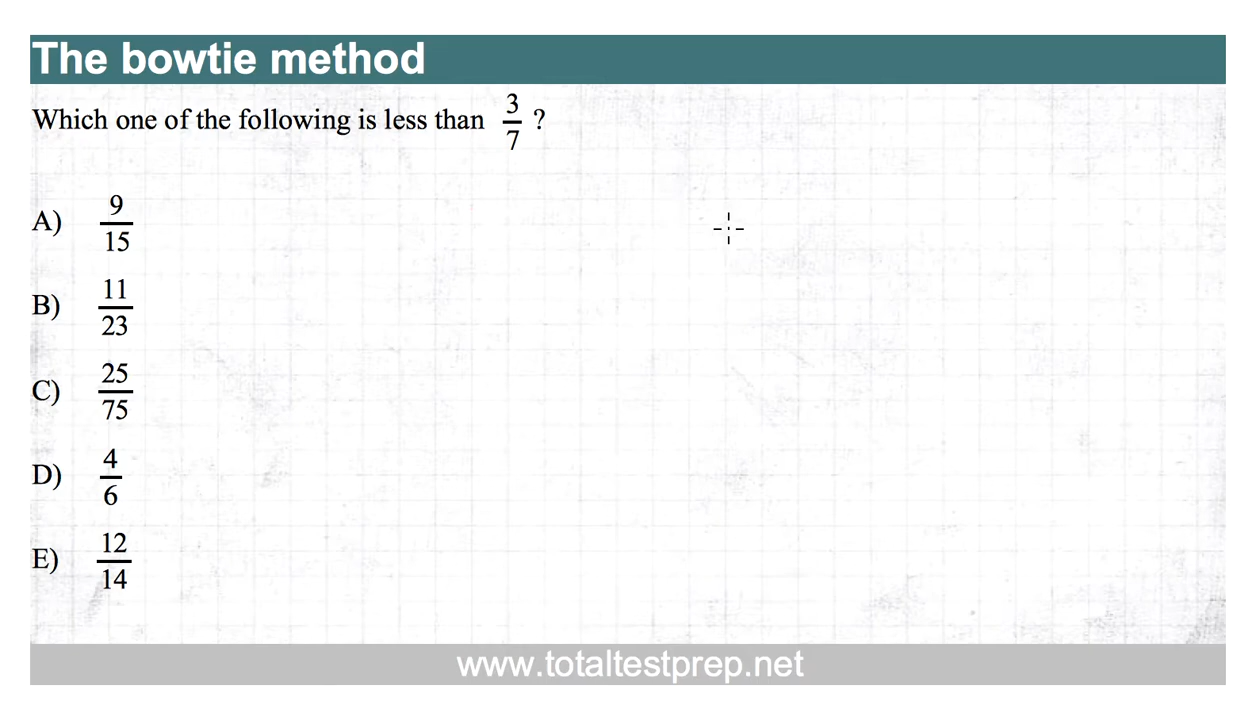 The bowtie method
Which one of the following is less than 3/7 ?
A) 9/15
B) 11/23
C) 25/75
D) 4/6
E) 12/14
www.totaltestprep.net